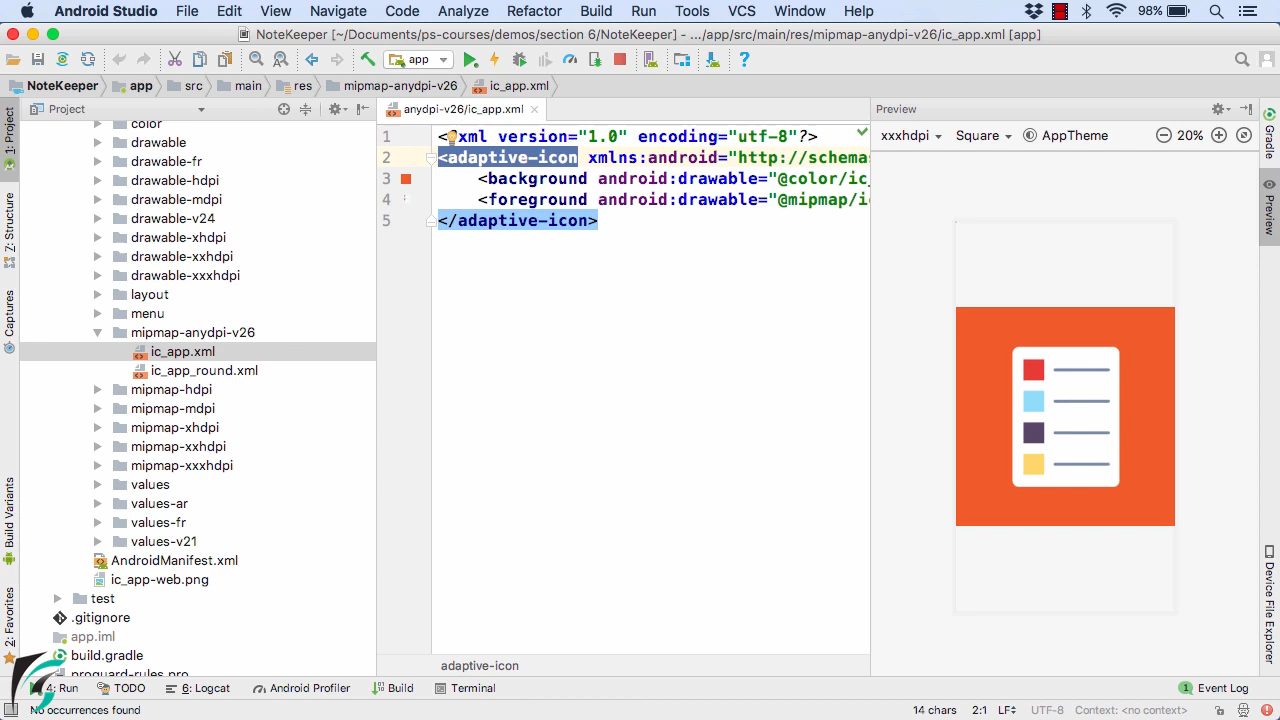 Android Studio File Edit View Navigate Code Analyze Refactor Build Run Tools VCS Window Help 98%
NoteKeeper [~/Documents/ps-courses/demos/section 6/NoteKeeper] - .../app/src/main/res/mipmap-anydpi-v26/ic_app.xml [app]
app
NoteKeeper app src main res mipmap-anydpi-v26 ic_app.xml
1: Project
7: Structure
Captures
Build Variants
2: Favorites
Project
color
drawable
drawable-fr
drawable-hdpi
drawable-mdpi
drawable-v24
drawable-xhdpi
drawable-xxhdpi
drawable-xxxhdpi
layout
menu
mipmap-anydpi-v26
ic_app.xml
ic_app_round.xml
mipmap-hdpi
mipmap-mdpi
mipmap-xhdpi
mipmap-xxhdpi
mipmap-xxxhdpi
values
values-ar
values-fr
values-v21
AndroidManifest.xml
ic_app-web.png
test
.gitignore
app.iml
build.gradle
proguard-rules.pro
anydpi-v26/ic_app.xml
1 <?xml version="1.0" encoding="utf-8"?>
2 <adaptive-icon xmlns:android="http://schemas
3 <background android:drawable="@color/ic_
4 <foreground android:drawable="@mipmap/ic
5 </adaptive-icon>
adaptive-icon
Preview
xxxhdpi Square AppTheme 20%
Gradle
Preview
Device File Explorer
4: Run TODO 6: Logcat Android Profiler Build Terminal 1 Event Log
No occurrences found 14 chars 2:1 LF÷ UTF-8 Context: <no context>